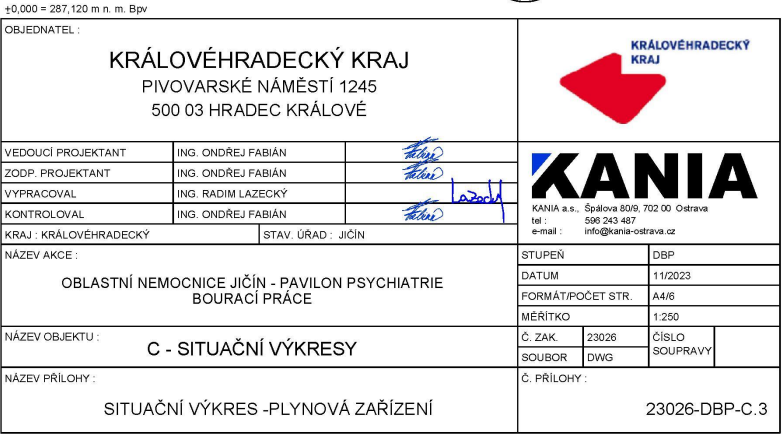 ±0,000 = 287,120 m n. m. Bpv
OBJEDNATEL :
KRÁLOVÉHRADECKÝ KRAJ
PIVOVARSKÉ NÁMĚSTÍ 1245
500 03 HRADEC KRÁLOVÉ
KRÁLOVÉHRADECKÝ
KRAJ
VEDOUCÍ PROJEKTANT ING. ONDŘEJ FABIÁN Fabián
ZODP. PROJEKTANT ING. ONDŘEJ FABIÁN Fabián
VYPRACOVAL ING. RADIM LAZECKÝ Lazecký
KONTROLOVAL ING. ONDŘEJ FABIÁN Fabián
KRAJ : KRÁLOVÉHRADECKÝ STAV. ÚŘAD : JIČÍN
KANIA
KANIA a.s., Špálova 80/9, 702 00 Ostrava
tel : 596 243 487
e-mail : info@kania-ostrava.cz
NÁZEV AKCE :
OBLASTNÍ NEMOCNICE JIČÍN - PAVILON PSYCHIATRIE
BOURACÍ PRÁCE
STUPEŇ DBP
DATUM 11/2023
FORMÁT/POČET STR. A4/6
MĚŘÍTKO 1:250
NÁZEV OBJEKTU :
C - SITUAČNÍ VÝKRESY
Č. ZAK. 23026 ČÍSLO
SOUPRAVY
SOUBOR DWG
NÁZEV PŘÍLOHY :
SITUAČNÍ VÝKRES -PLYNOVÁ ZAŘÍZENÍ
Č. PŘÍLOHY :
23026-DBP-C.3